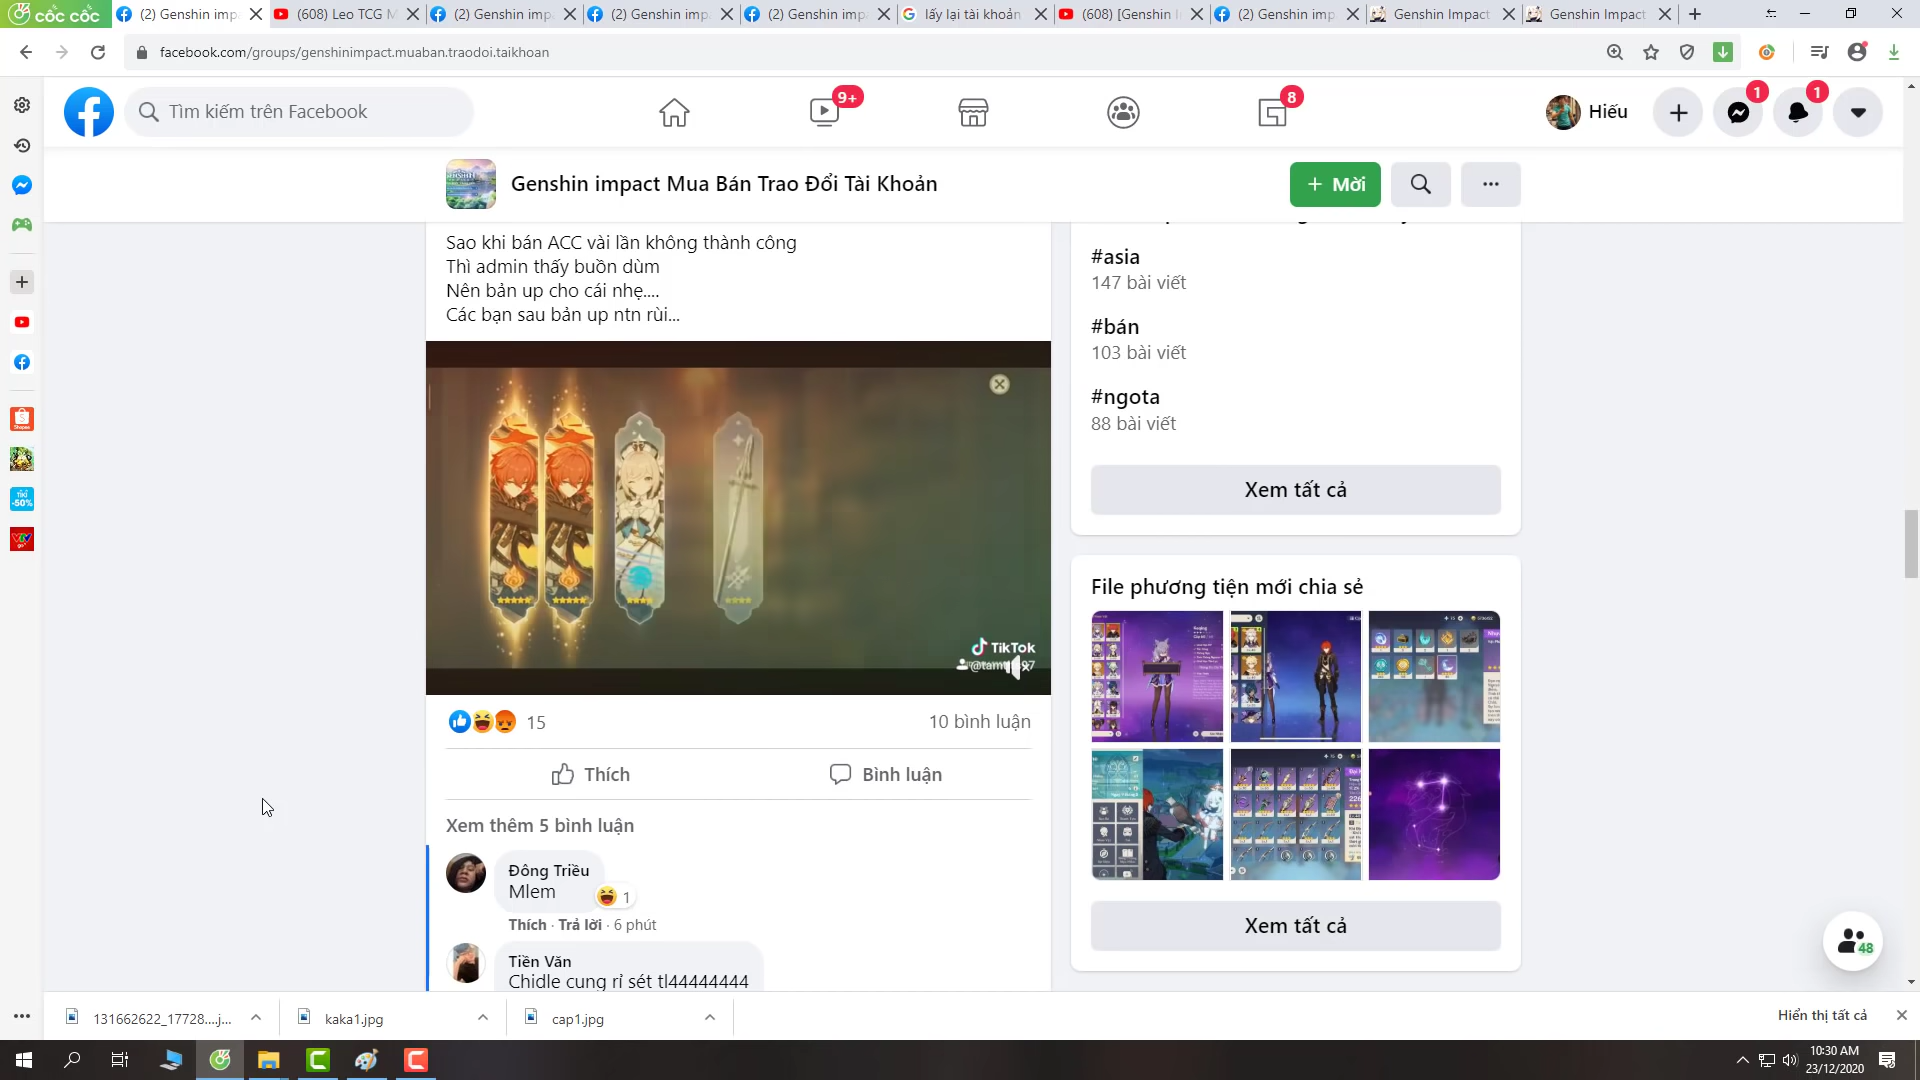 cốc cốc
(2) Genshin imp
(608) Leo TCG M
(2) Genshin imp
(2) Genshin imp
(2) Genshin imp
lấy lại tài khoản
(608) [Genshin I
(2) Genshin imp
Genshin Impact
Genshin Impact
facebook.com/groups/genshinimpact.muaban.traodoi.taikhoan
Tìm kiếm trên Facebook
9+
8
Hiếu
1
1
Genshin impact Mua Bán Trao Đổi Tài Khoản
+ Mời
Sao khi bán ACC vài lần không thành công
Thì admin thấy buồn dùm
Nên bản up cho cái nhẹ....
Các bạn sau bản up ntn rùi...
TikTok
15
10 bình luận
Thích
Bình luận
Xem thêm 5 bình luận
Đông Triều
Mlem
1
Thích · Trả lời · 6 phút
Tiền Văn
Chidle cung rỉ sét tl44444444
#asia
147 bài viết
#bán
103 bài viết
#ngota
88 bài viết
Xem tất cả
File phương tiện mới chia sẻ
Xem tất cả
48
131662622_17728....j...
kaka1.jpg
cap1.jpg
Hiển thị tất cả
10:30 AM
23/12/2020